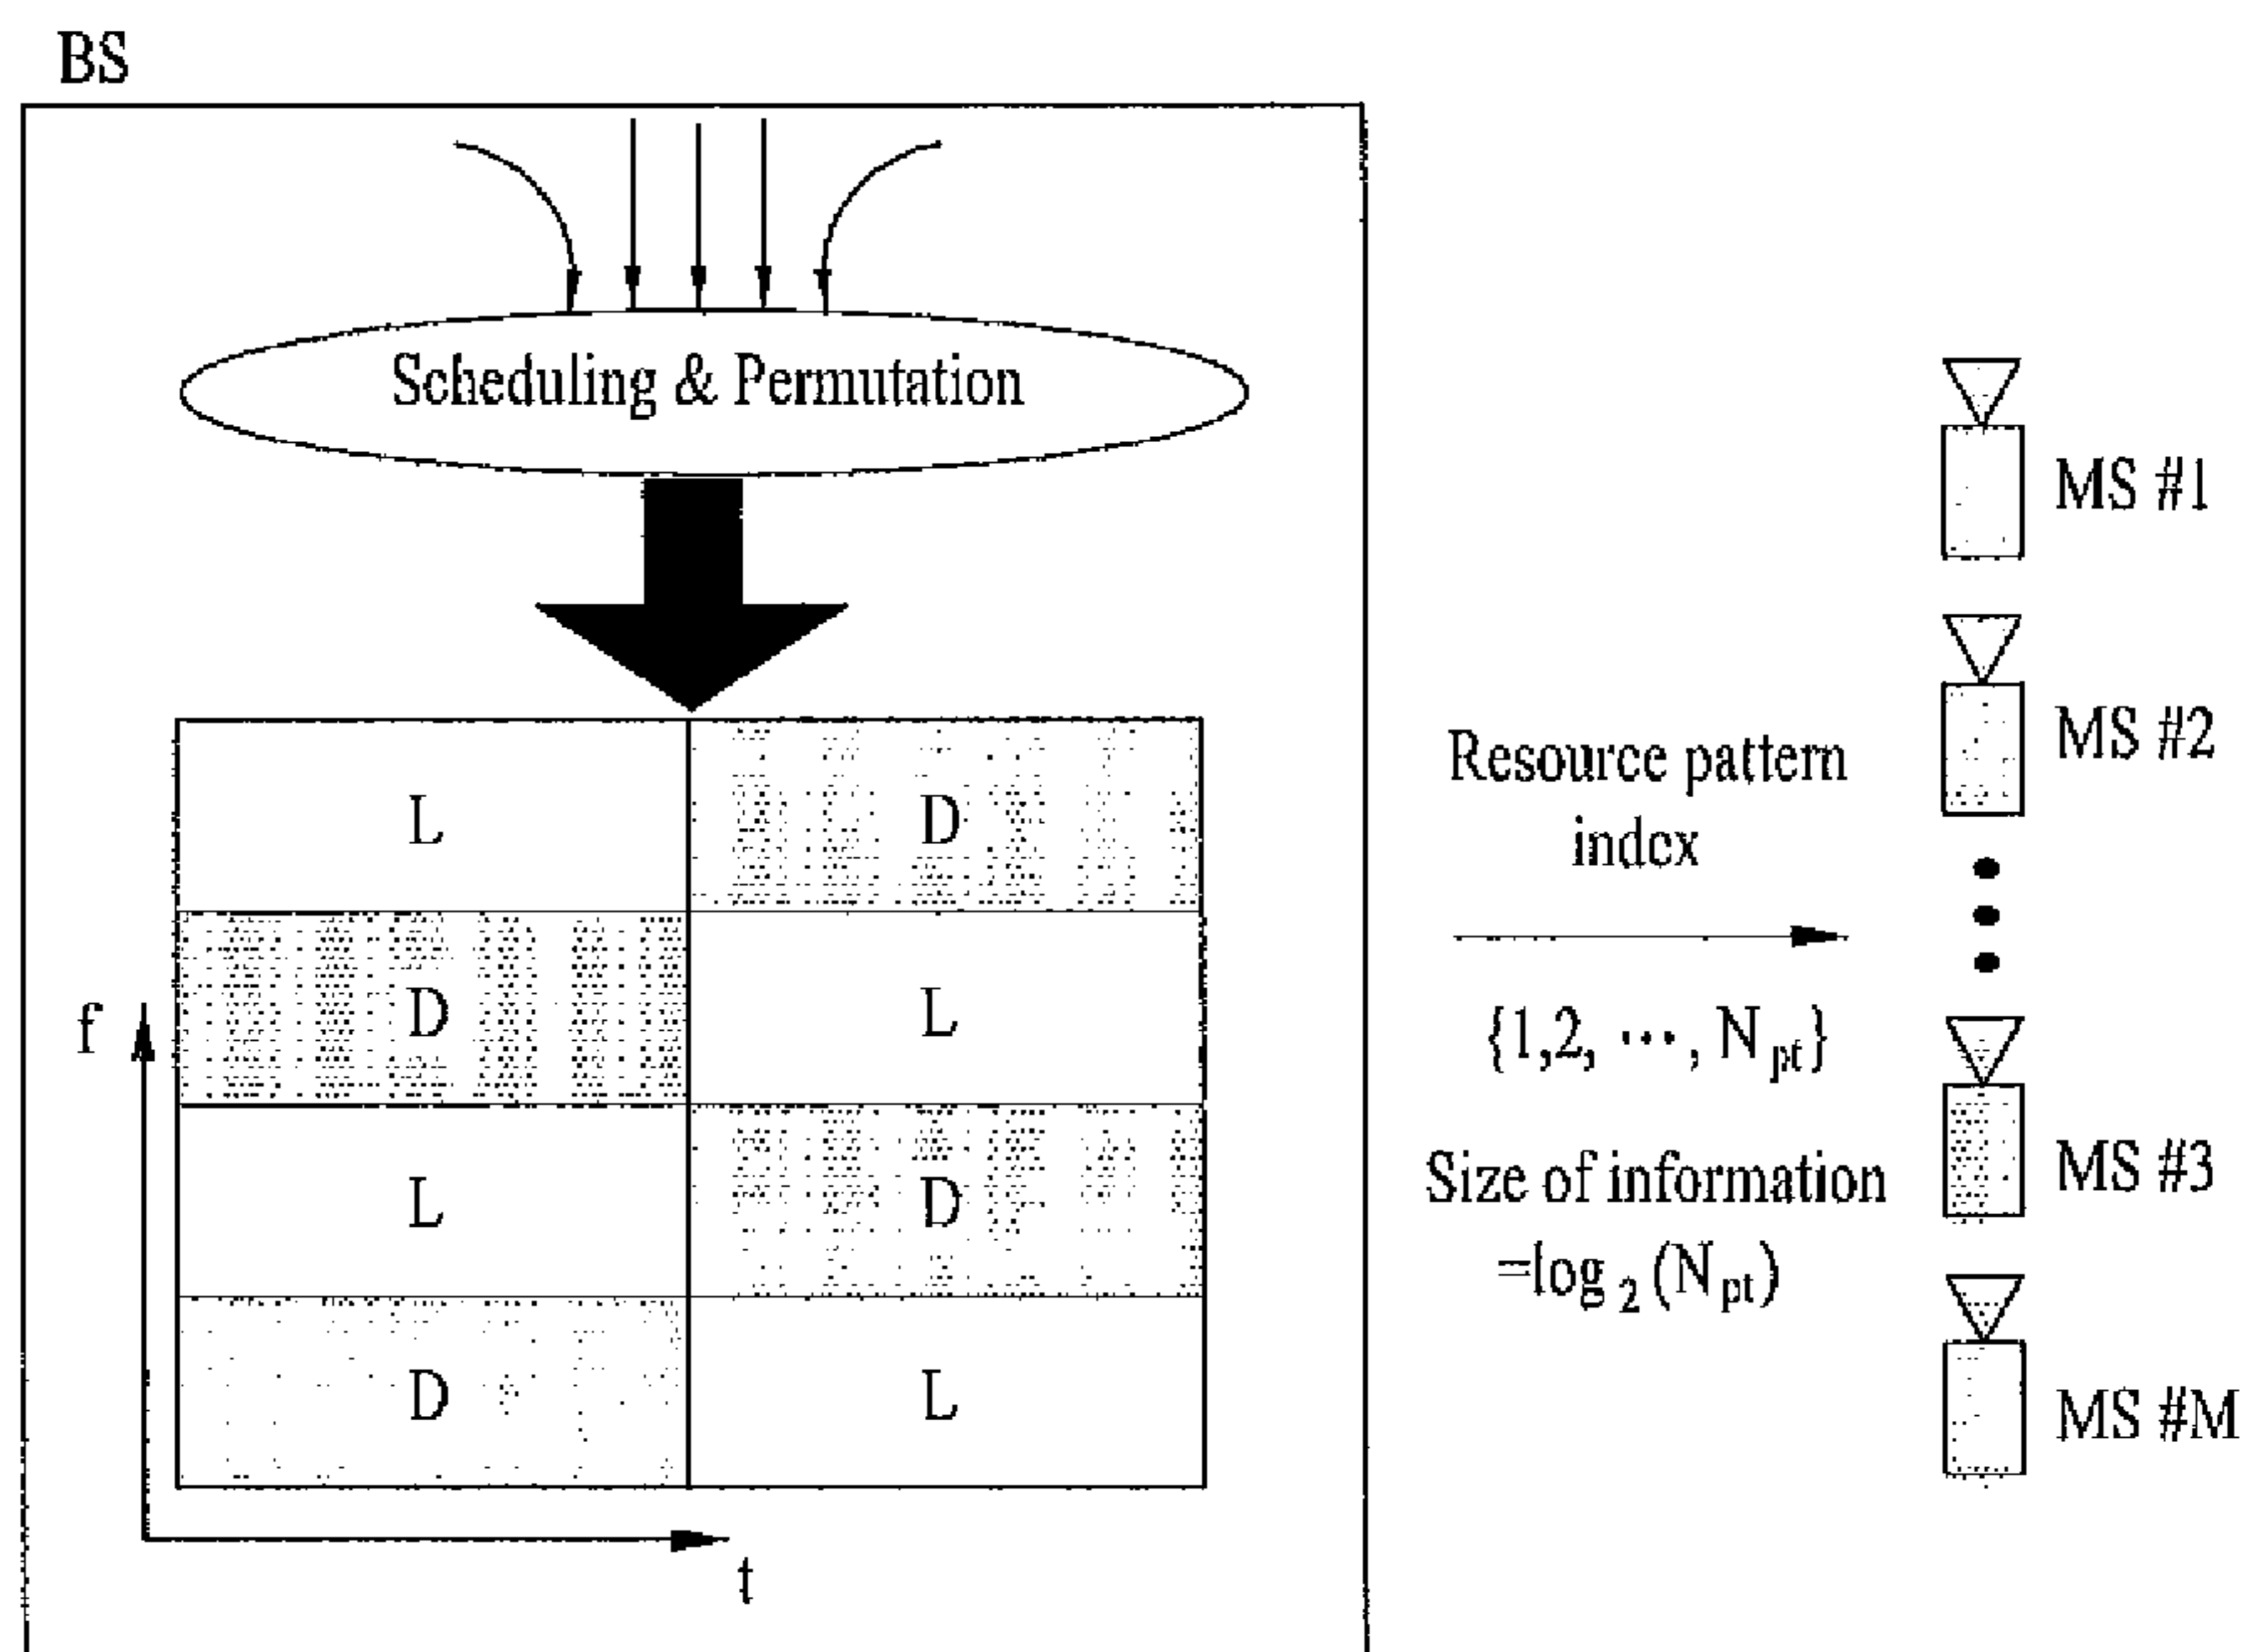 BS
Scheduling & Permutation
L D
D L
L D
D L
f
t
Resource pattern
index
{1,2, ⋯, N_pt}
Size of information
=log_2(N_pt)
MS #1
MS #2
MS #3
MS #M